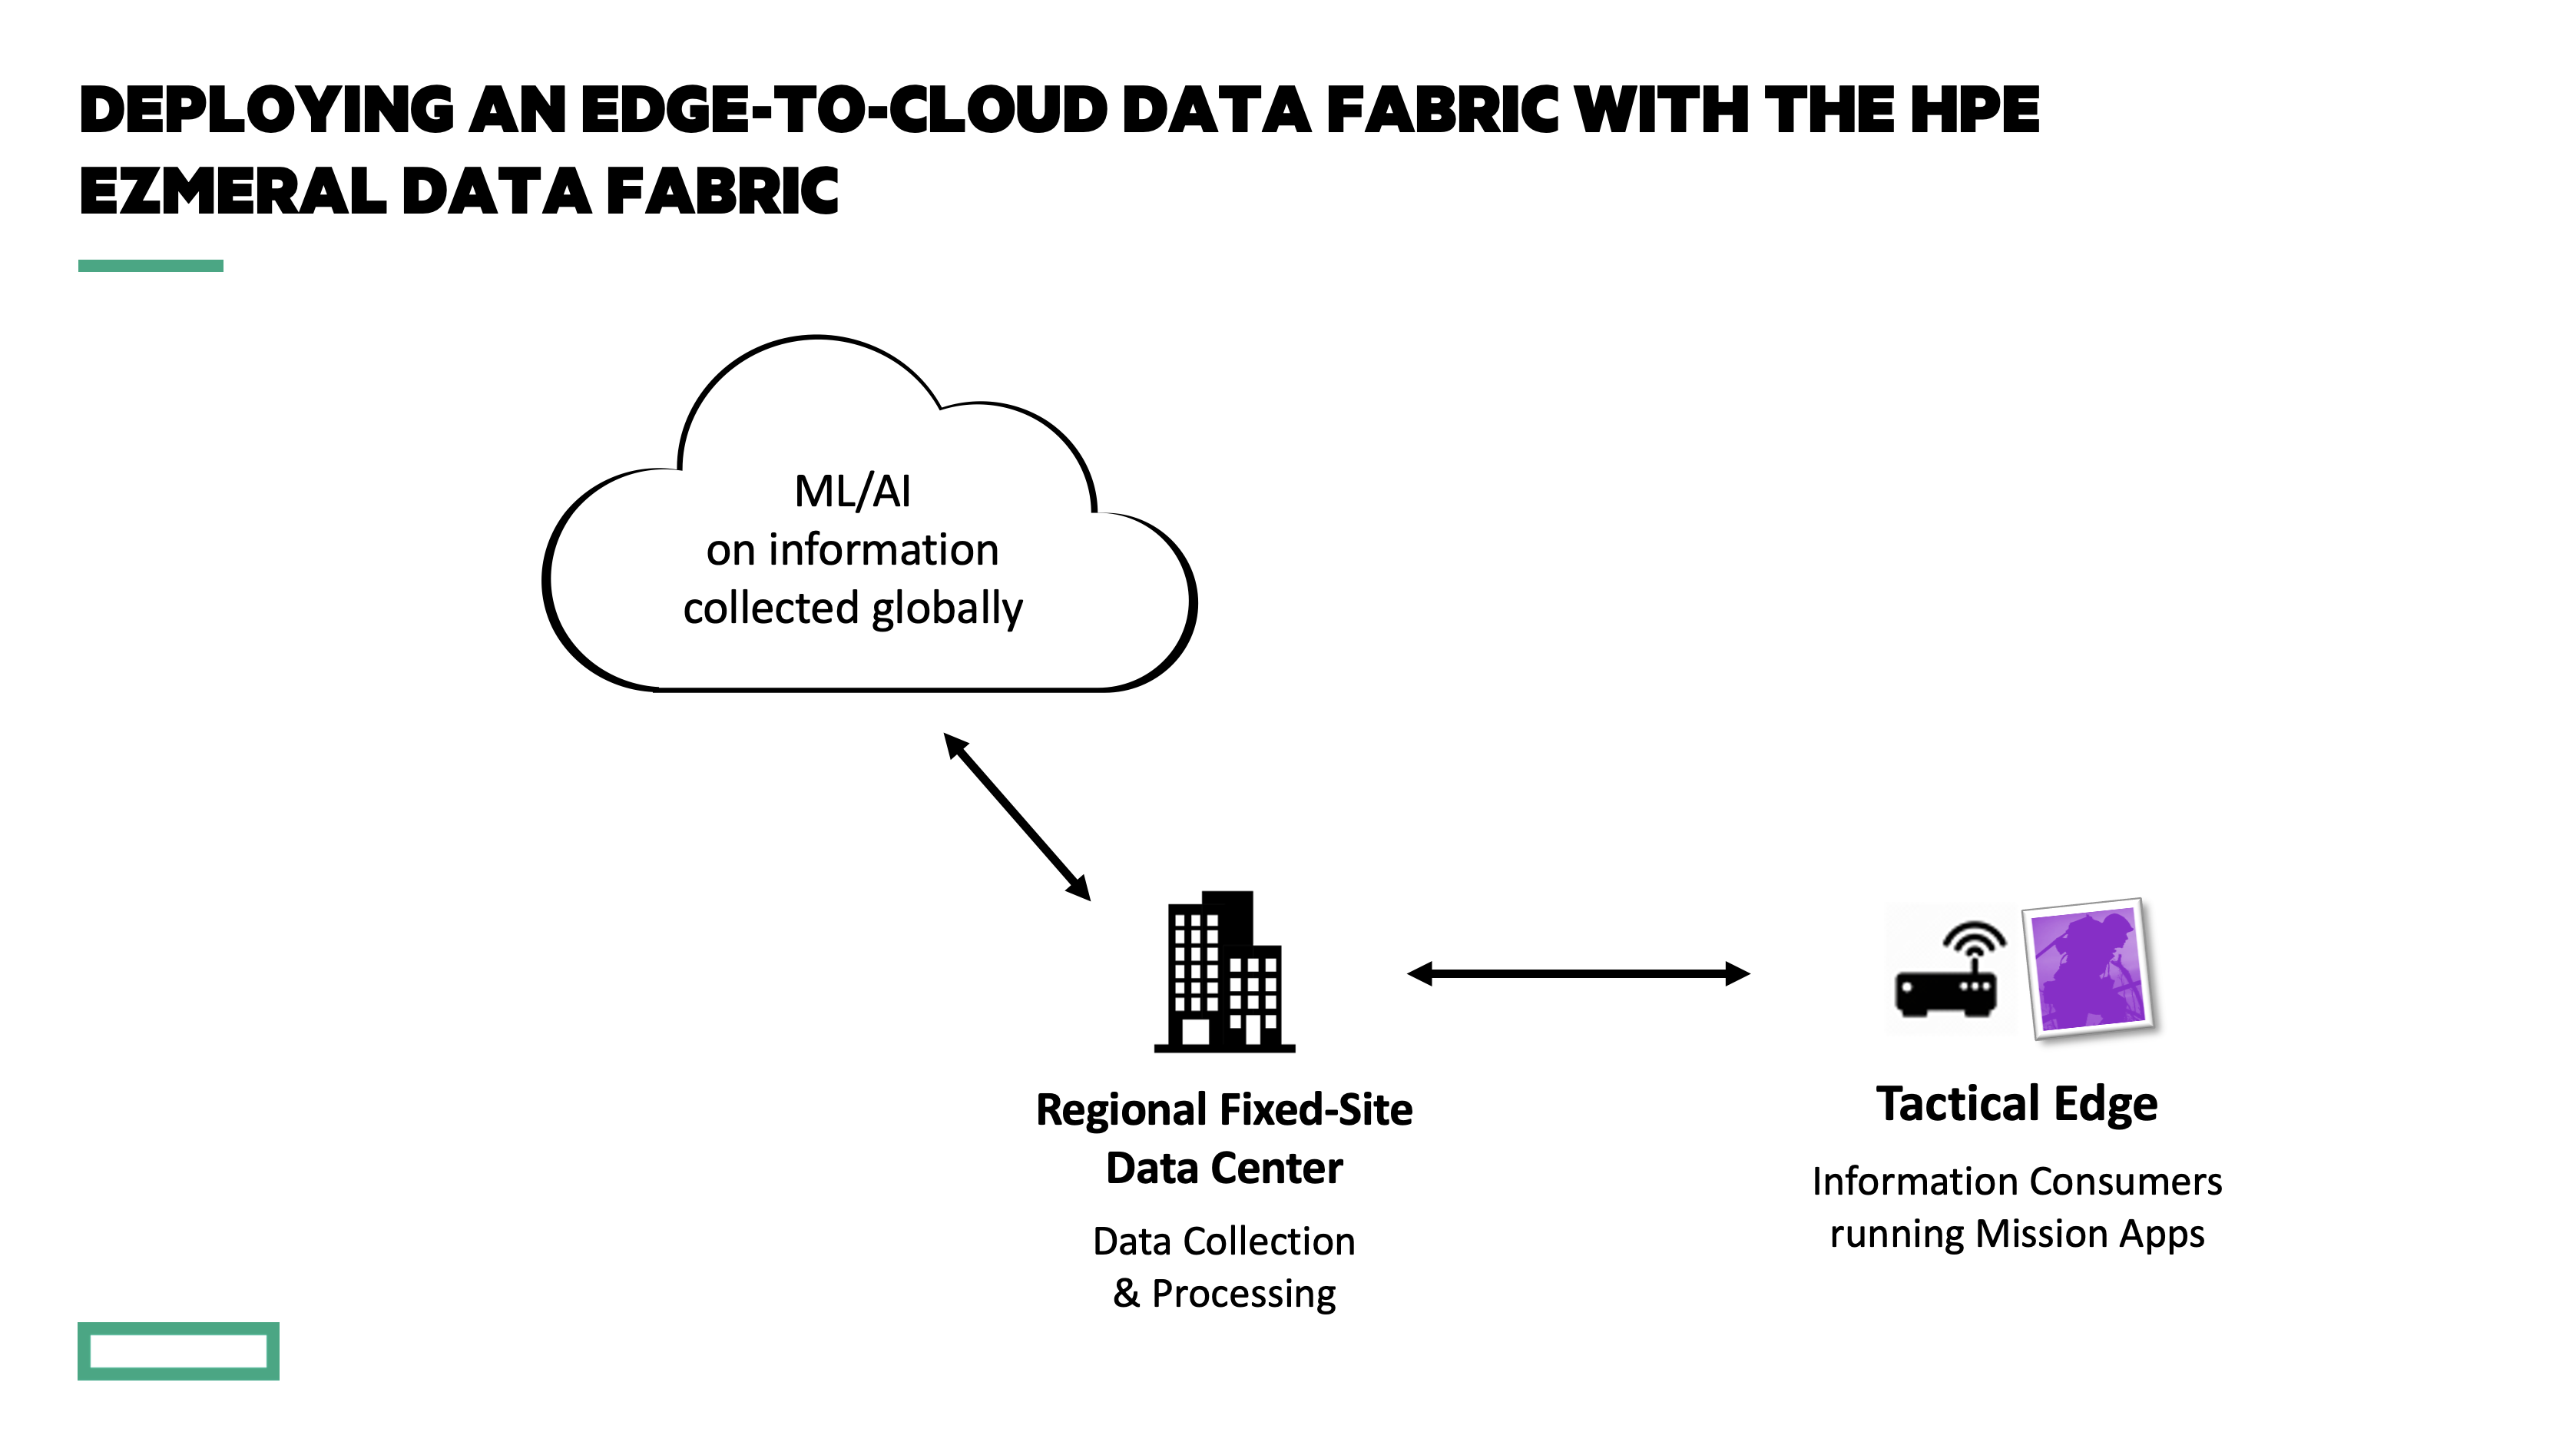 DEPLOYING AN EDGE-TO-CLOUD DATA FABRIC WITH THE HPE
EZMERAL DATA FABRIC
ML/AI
on information
collected globally
Regional Fixed-Site
Data Center
Data Collection
& Processing
Tactical Edge
Information Consumers
running Mission Apps